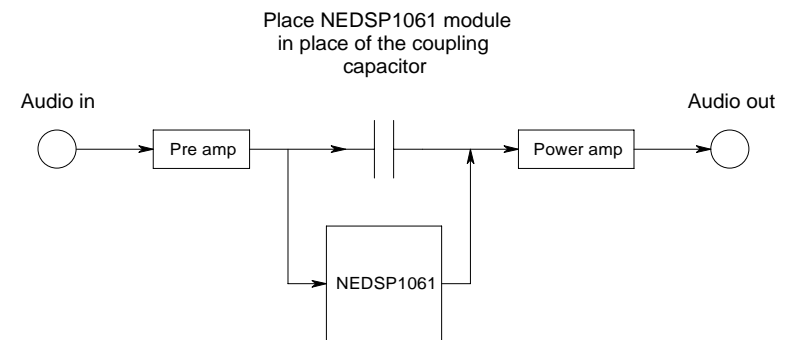 Place NEDSP1061 module
in place of the coupling
capacitor
Audio in
Audio out
Pre amp
Power amp
NEDSP1061